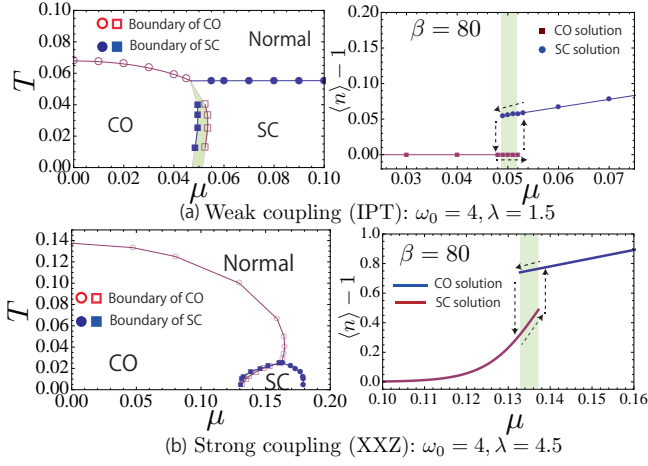 Boundary of CO
Boundary of SC
Normal
CO
SC
T
0.08
0.06
0.04
0.02
0.00
0.00 0.02 0.04 0.06 0.08 0.10
μ
β = 80
CO solution
SC solution
⟨n⟩ − 1
0.20
0.15
0.10
0.05
0.00
0.03 0.04 0.05 0.06 0.07
μ
(a) Weak coupling (IPT): ω₀ = 4, λ = 1.5
T
0.14
0.12
0.10
0.08
0.06
0.04
0.02
0.00
Normal
Boundary of CO
Boundary of SC
CO
SC
0.00 0.05 0.10 0.15 0.20
μ
β = 80
CO solution
SC solution
⟨n⟩ − 1
1.0
0.8
0.6
0.4
0.2
0.0
0.10 0.11 0.12 0.13 0.14 0.15 0.16
μ
(b) Strong coupling (XXZ): ω₀ = 4, λ = 4.5